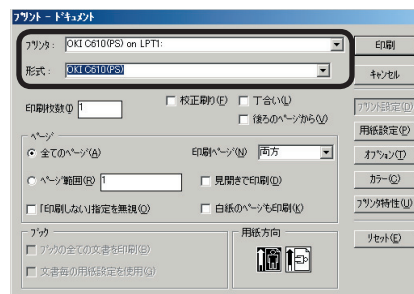 プリント - ドキュメント
プリンタ: OKI C610(PS) on LPT1:
形式: OKI C610(PS)
印刷
キャンセル
印刷枚数(I) 1
校正刷り(F)
丁合い(L)
後ろのページから(V)
プリント設定(D)
用紙設定(P)
オプション(T)
カラー(C)
プリンタ特性(U)
リセット(E)
ページ
全てのページ(A)
印刷ページ(N) 両方
ページ範囲(R) 1
見開きで印刷(D)
「印刷しない」指定を無視(O)
白紙のページも印刷(K)
ブック
ブックの全ての文書を印刷(B)
文書毎の用紙設定を使用(G)
用紙方向